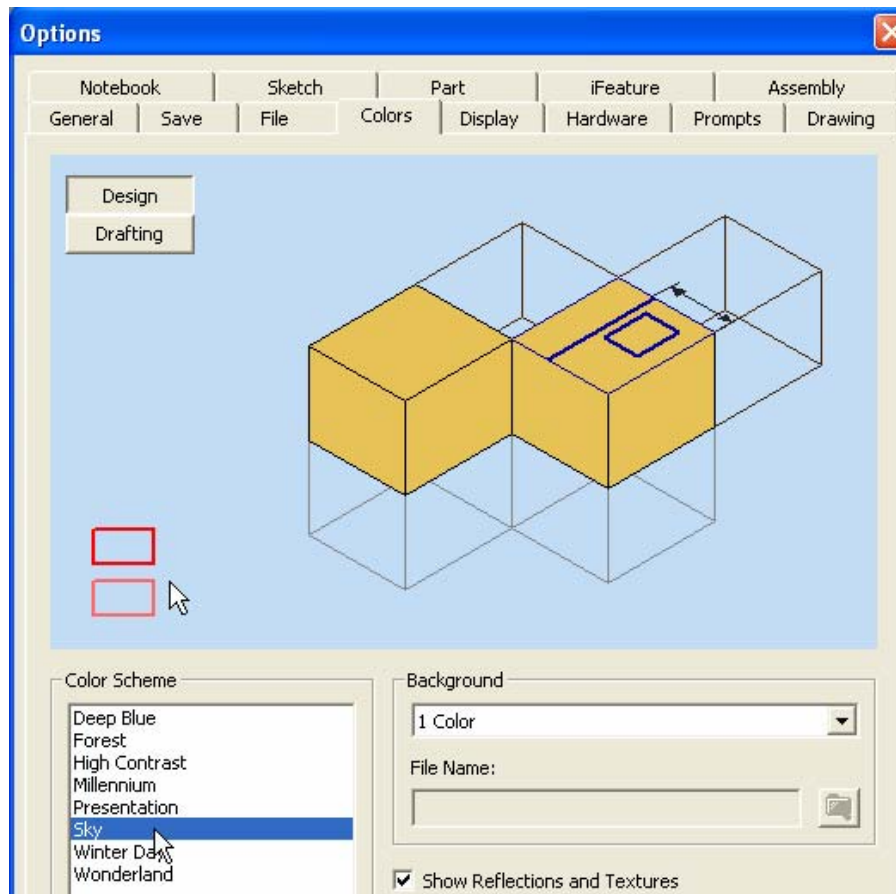 Options
Notebook Sketch Part iFeature Assembly
General Save File Colors Display Hardware Prompts Drawing
Design
Drafting
Color Scheme
Deep Blue
Forest
High Contrast
Millennium
Presentation
Sky
Winter Day
Wonderland
Background
1 Color
File Name:
Show Reflections and Textures